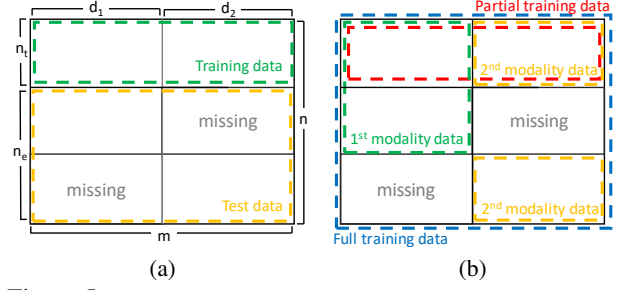 d1 d2
nt
Training data
n
ne
missing
missing
Test data
m
(a)
Partial training data
2nd modality data
1st modality data
missing
missing
2nd modality data
Full training data
(b)